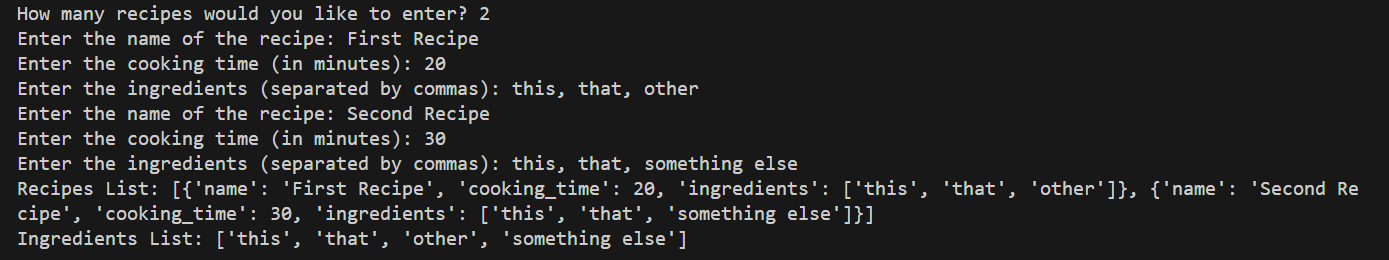 How many recipes would you like to enter? 2
Enter the name of the recipe: First Recipe
Enter the cooking time (in minutes): 20
Enter the ingredients (separated by commas): this, that, other
Enter the name of the recipe: Second Recipe
Enter the cooking time (in minutes): 30
Enter the ingredients (separated by commas): this, that, something else
Recipes List: [{'name': 'First Recipe', 'cooking_time': 20, 'ingredients': ['this', 'that', 'other']}, {'name': 'Second Re
cipe', 'cooking_time': 30, 'ingredients': ['this', 'that', 'something else']}]
Ingredients List: ['this', 'that', 'other', 'something else']